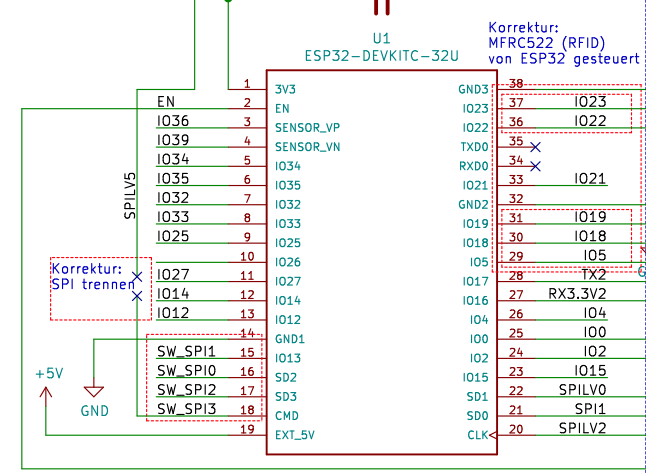 Korrektur:
MFRC522 (RFID)
von ESP32 gesteuert
U1
ESP32-DEVKITC-32U
1 3V3 GND3 38
EN 2 EN IO23 37 IO23
IO36 3 SENSOR_VP IO22 36 IO22
IO39 4 SENSOR_VN TXD0 35
IO34 5 IO34 RXD0 34
IO35 6 IO35 IO21 33 IO21
IO32 7 IO32 GND2 32
IO33 8 IO33 IO19 31 IO19
IO25 9 IO25 IO18 30 IO18
10 IO26 IO5 29 IO5
IO27 11 IO27 IO17 28 TX2
IO14 12 IO14 IO16 27 RX3.3V2
IO12 13 IO12 IO4 26 IO4
14 GND1 IO0 25 IO0
SW_SPI1 15 IO13 IO2 24 IO2
SW_SPI0 16 SD2 IO15 23 IO15
SW_SPI2 17 SD3 SD1 22 SPILV0
SW_SPI3 18 CMD SD0 21 SPI1
19 EXT_5V CLK 20 SPILV2
SPILV5
Korrektur:
SPI trennen
+5V
GND
G